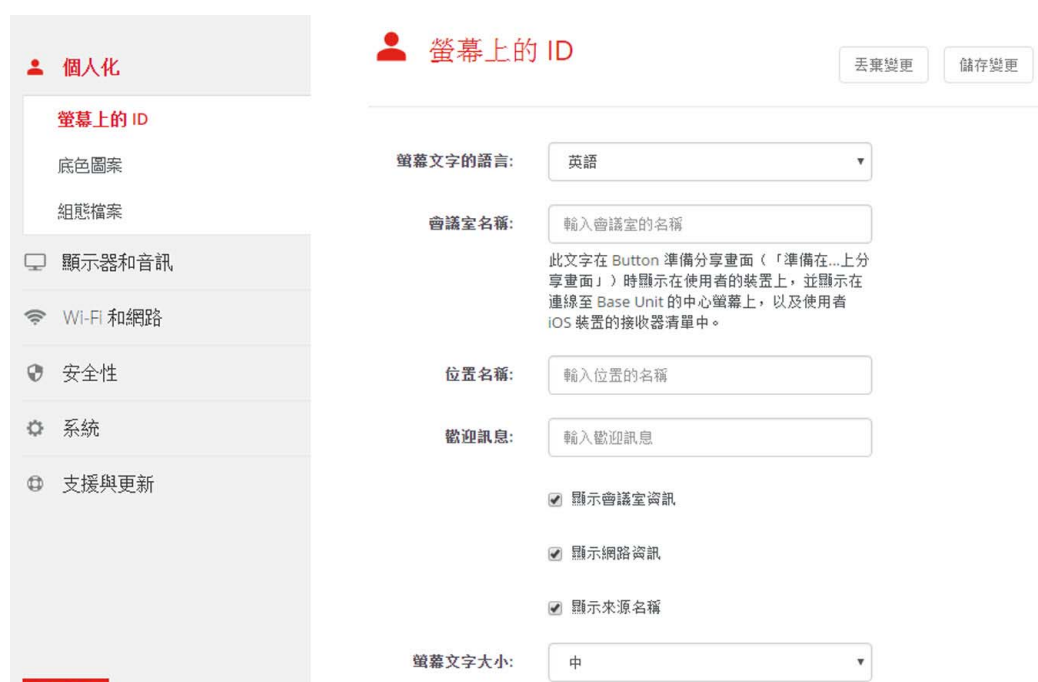 個人化
螢幕上的 ID
底色圖案
組態檔案
顯示器和音訊
Wi-Fi 和網路
安全性
系統
支援與更新
螢幕上的 ID
丟棄變更
儲存變更
螢幕文字的語言: 英語
會議室名稱: 輸入會議室的名稱
此文字在 Button 準備分享畫面（「準備在...上分
享畫面」）時顯示在使用者的裝置上，並顯示在
連線至 Base Unit 的中心螢幕上，以及使用者
iOS 裝置的接收器清單中。
位置名稱: 輸入位置的名稱
歡迎訊息: 輸入歡迎訊息
顯示會議室資訊
顯示網路資訊
顯示來源名稱
螢幕文字大小: 中